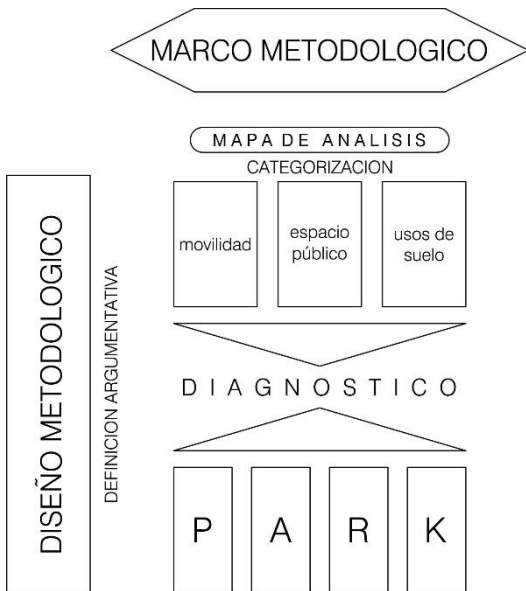 MARCO METODOLOGICO
MAPA DE ANALISIS
CATEGORIZACION
movilidad
espacio
público
usos de
suelo
DISEÑO METODOLOGICO
DEFINICION ARGUMENTATIVA
DIAGNOSTICO
P A R K